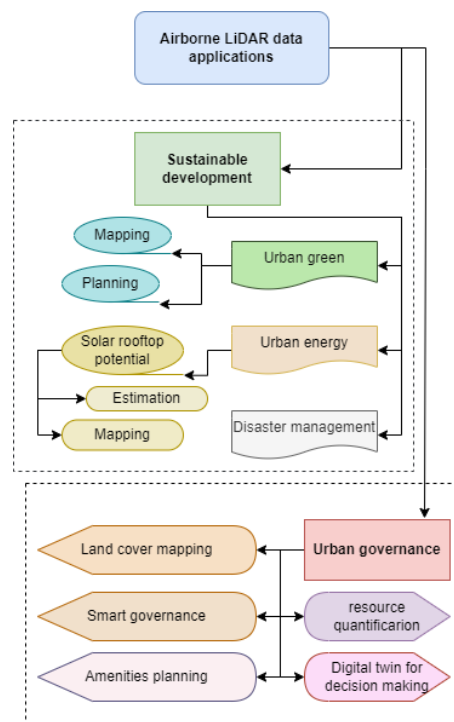 Airborne LiDAR data
applications
Sustainable
development
Mapping
Urban green
Planning
Solar rooftop
potential
Urban energy
Estimation
Mapping
Disaster management
Land cover mapping
Urban governance
Smart governance
resource
quantificarion
Amenities planning
Digital twin for
decision making